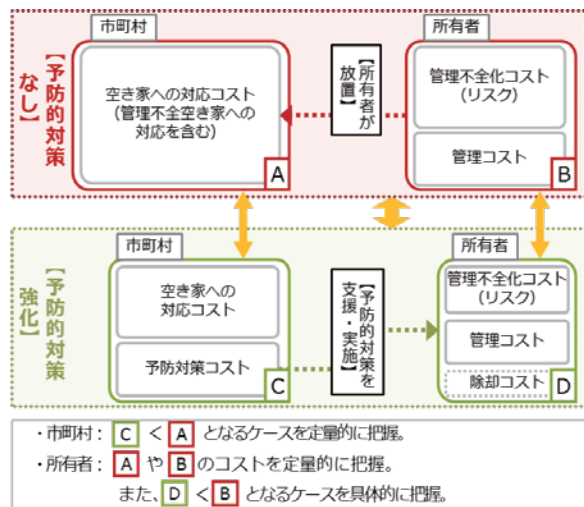 【予防的対策
なし】
市町村
空き家への対応コスト
(管理不全空き家への
対応を含む)
A
【所有者が
放置】
所有者
管理不全化コスト
(リスク)
管理コスト
B
【予防的対策
強化】
市町村
空き家への
対応コスト
予防対策コスト
C
【予防的対策を
支援・実施】
所有者
管理不全化コスト
(リスク)
管理コスト
除却コスト
D
・市町村： C ＜ A となるケースを定量的に把握。
・所有者： A や B のコストを定量的に把握。
また、 D ＜ B となるケースを具体的に把握。